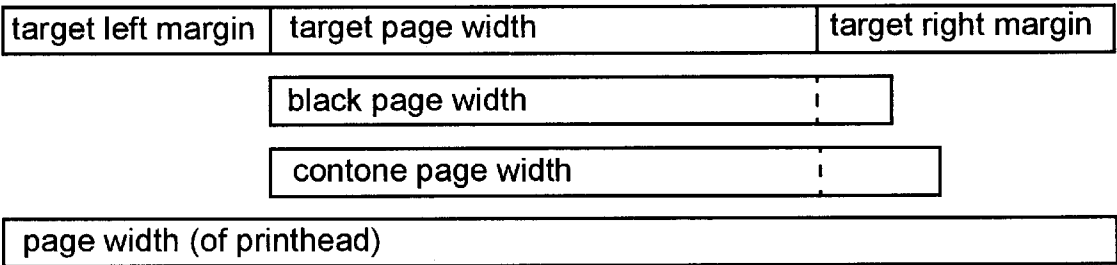 target left margin target page width target right margin
black page width
contone page width
page width (of printhead)